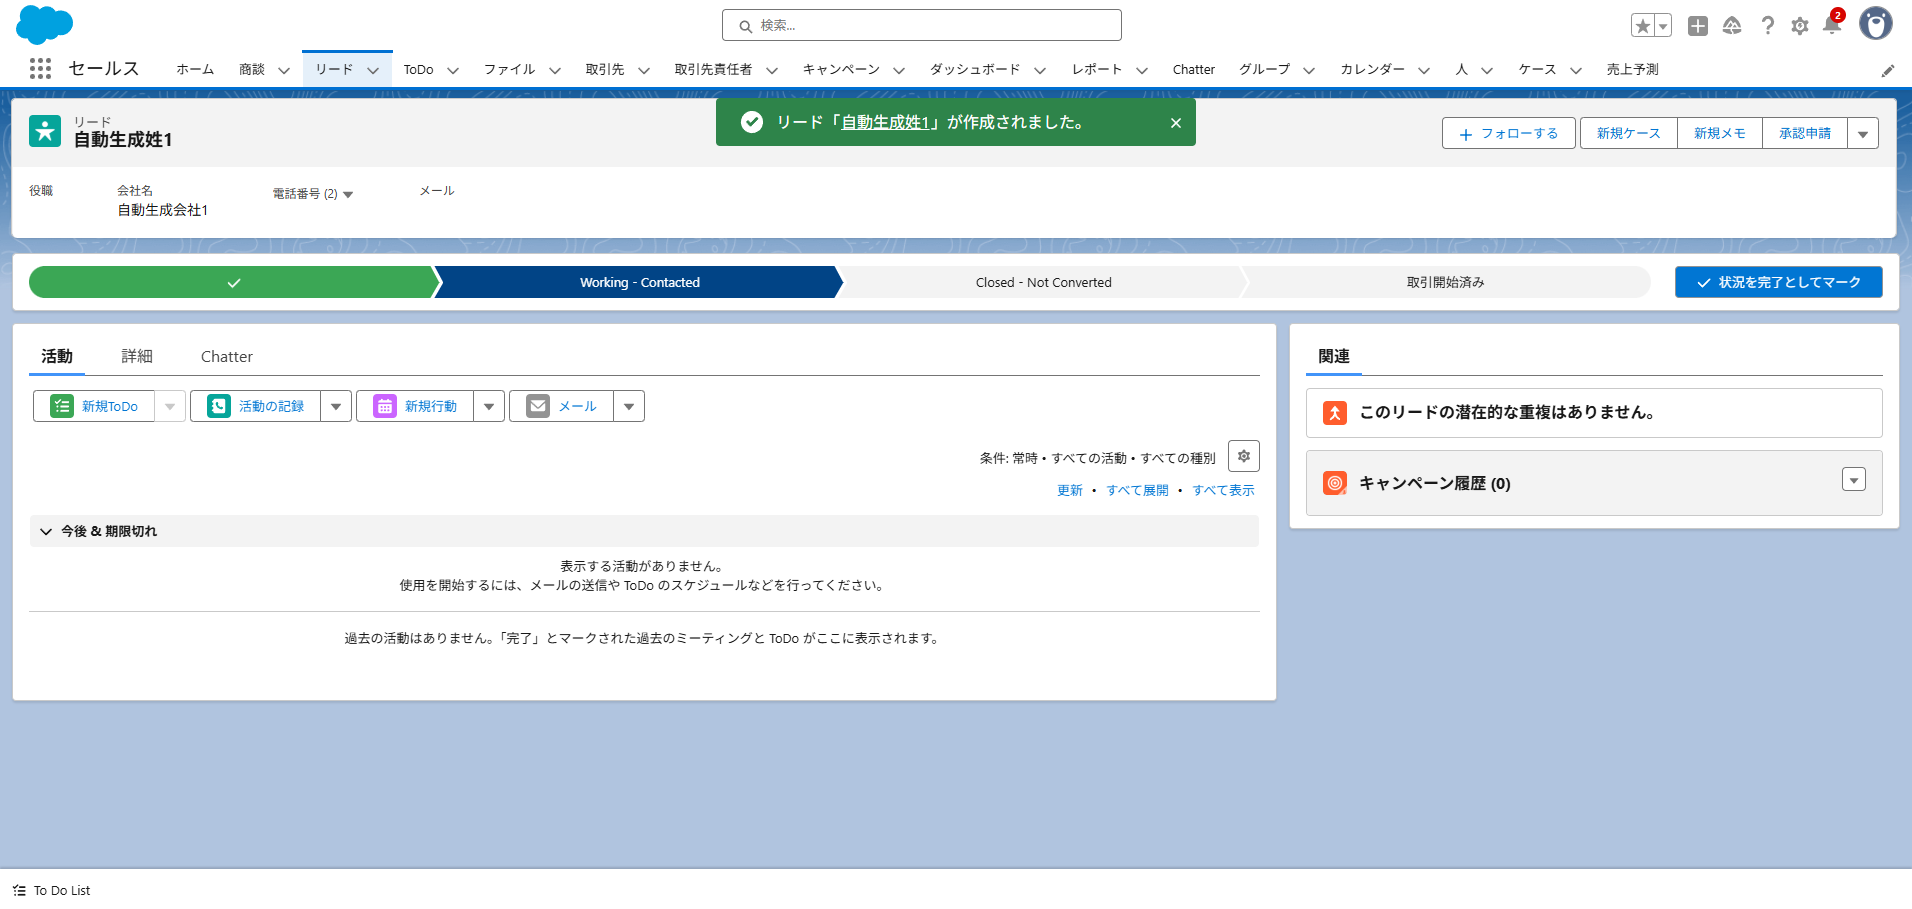 検索...
2
セールス
ホーム
商談
リード
ToDo
ファイル
取引先
取引先責任者
キャンペーン
ダッシュボード
レポート
Chatter
グループ
カレンダー
人
ケース
売上予測
リード「自動生成姓1」が作成されました。
リード
自動生成姓1
フォローする
新規ケース
新規メモ
承認申請
役職
会社名
自動生成会社1
電話番号 (2)
メール
Working - Contacted
Closed - Not Converted
取引開始済み
状況を完了としてマーク
活動
詳細
Chatter
新規ToDo
活動の記録
新規行動
メール
条件: 常時 • すべての活動 • すべての種別
更新 • すべて展開 • すべて表示
今後 & 期限切れ
表示する活動がありません。
使用を開始するには、メールの送信や ToDo のスケジュールなどを行ってください。
過去の活動はありません。「完了」とマークされた過去のミーティングと ToDo がここに表示されます。
関連
このリードの潜在的な重複はありません。
キャンペーン履歴 (0)
To Do List